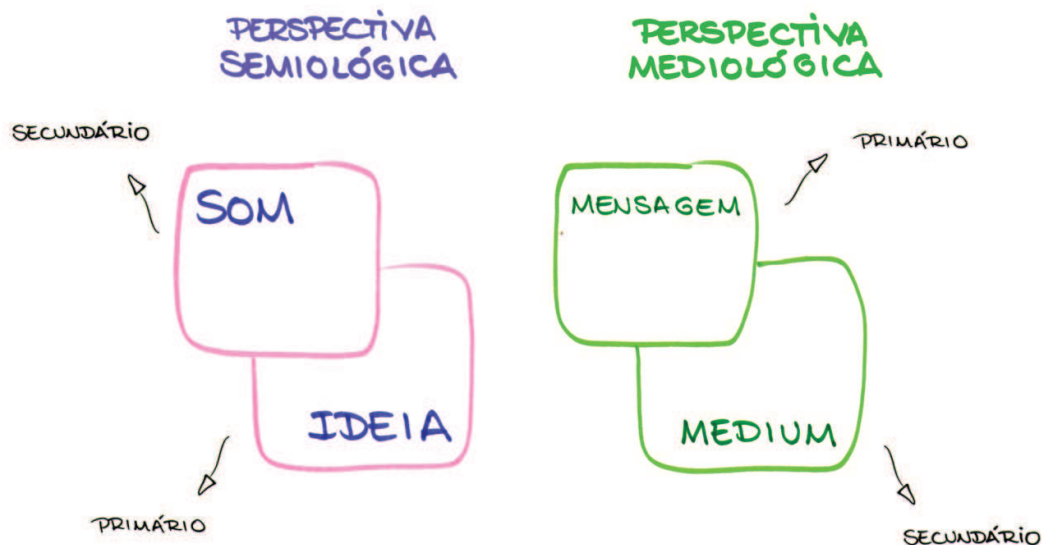 PERSPECTIVA
SEMIOLÓGICA
SECUNDÁRIO
SOM
IDEIA
PRIMÁRIO
PERSPECTIVA
MEDIOLÓGICA
PRIMÁRIO
MENSAGEM
MEDIUM
SECUNDÁRIO